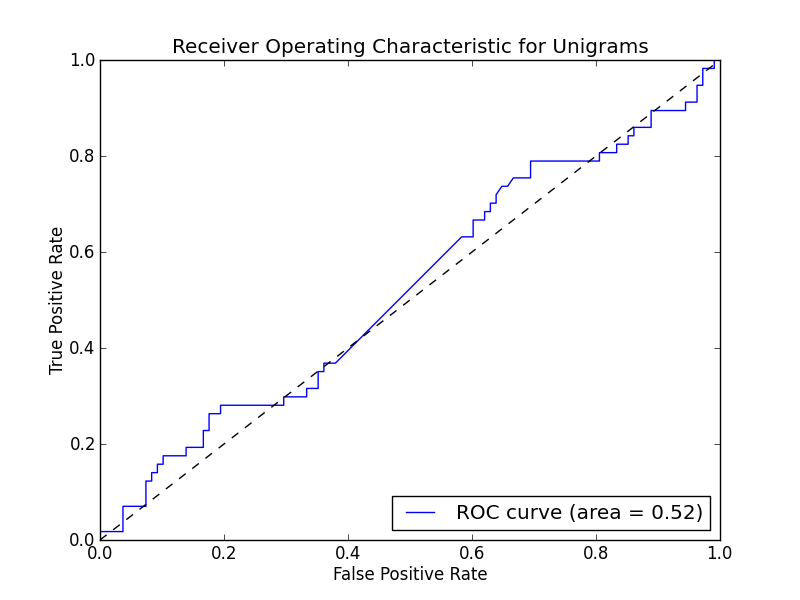 Receiver Operating Characteristic for Unigrams
1.0
0.8
0.6
0.4
0.2
0.0
True Positive Rate
ROC curve (area = 0.52)
0.0 0.2 0.4 0.6 0.8 1.0
False Positive Rate